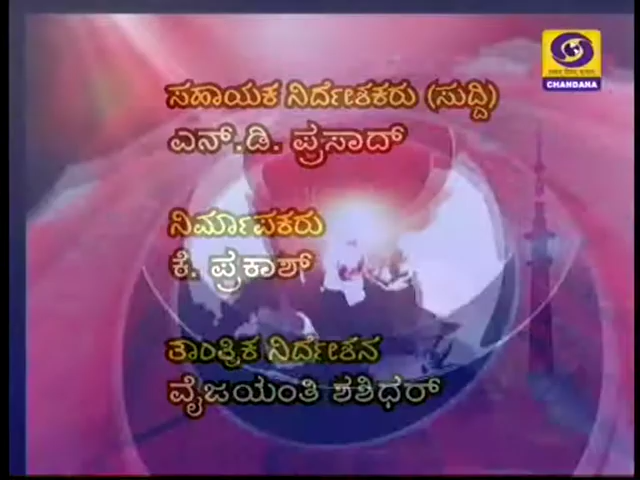 ಸಹಾಯಕ ನಿರ್ದೇಶಕರು (ಸುದ್ದಿ)
ಎನ್.ಡಿ. ಪ್ರಸಾದ್
ನಿರ್ಮಾಪಕರು
ಕೆ. ಪ್ರಕಾಶ್
ತಾಂತ್ರಿಕ ನಿರ್ದೇಶನ
ವೈಜಯಂತಿ ಶಶಿಧರ್
CHANDANA